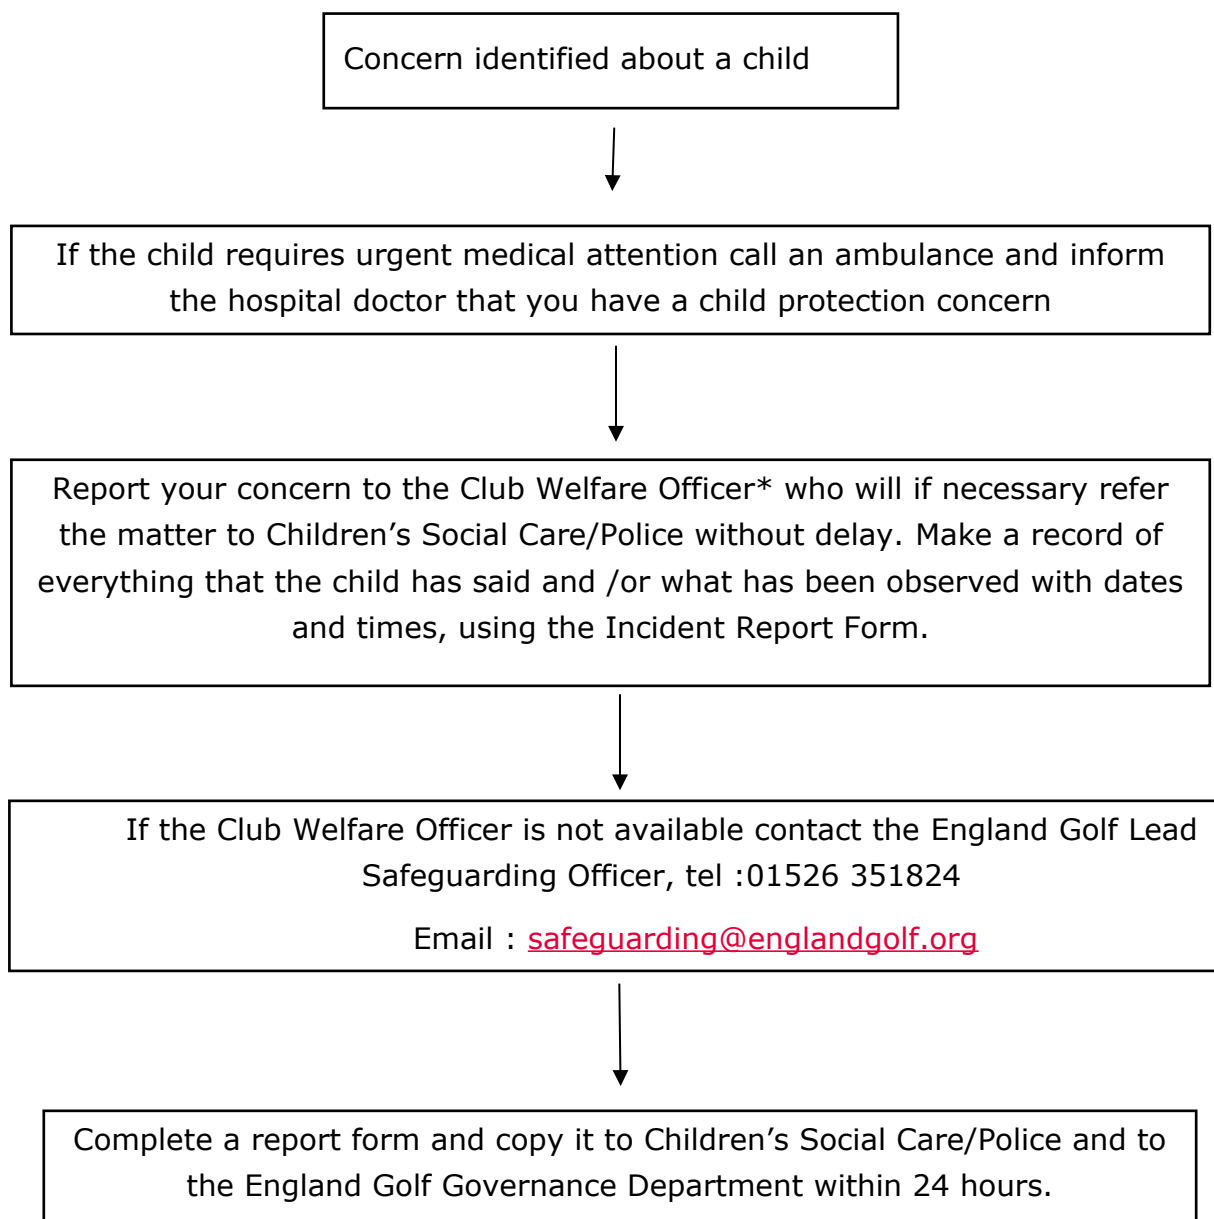 Concern identified about a child
If the child requires urgent medical attention call an ambulance and inform
the hospital doctor that you have a child protection concern
Report your concern to the Club Welfare Officer* who will if necessary refer
the matter to Children’s Social Care/Police without delay. Make a record of
everything that the child has said and /or what has been observed with dates
and times, using the Incident Report Form.
If the Club Welfare Officer is not available contact the England Golf Lead
Safeguarding Officer, tel :01526 351824
Email : safeguarding@englandgolf.org
Complete a report form and copy it to Children’s Social Care/Police and to
the England Golf Governance Department within 24 hours.